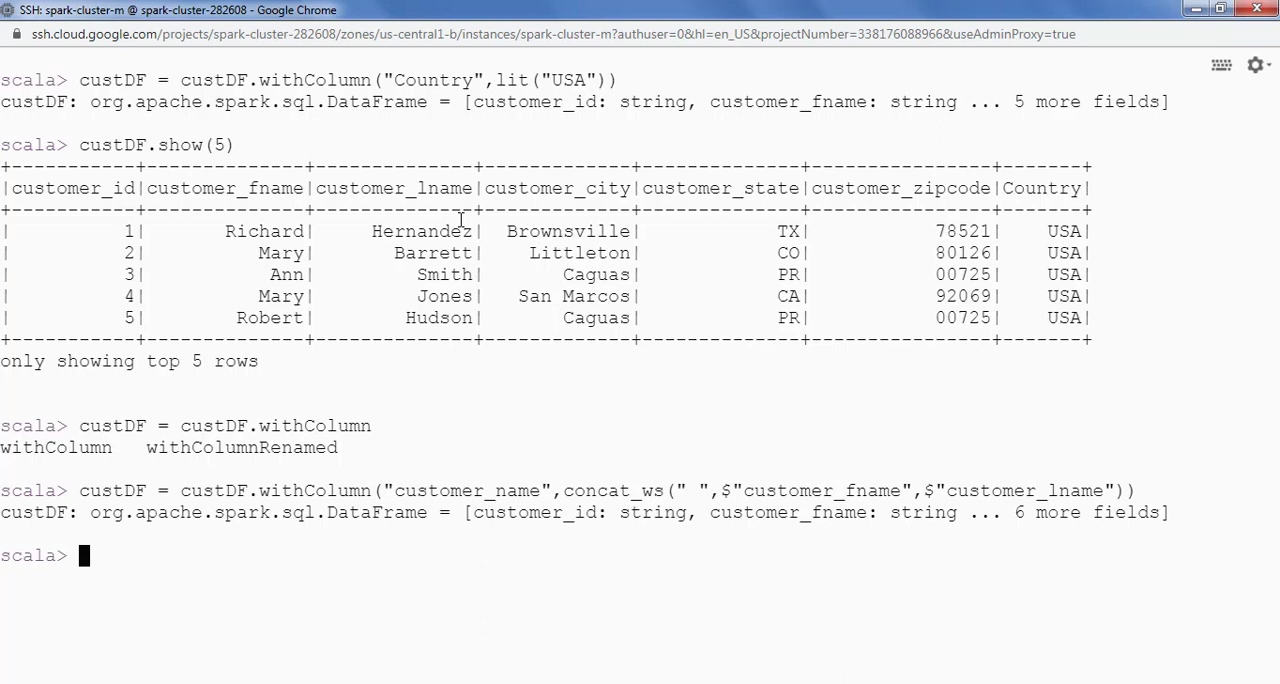 SSH: spark-cluster-m @ spark-cluster-282608 - Google Chrome
ssh.cloud.google.com/projects/spark-cluster-282608/zones/us-central1-b/instances/spark-cluster-m?authuser=0&hl=en_US&projectNumber=338176088966&useAdminProxy=true
scala> custDF = custDF.withColumn("Country",lit("USA"))
custDF: org.apache.spark.sql.DataFrame = [customer_id: string, customer_fname: string ... 5 more fields]
scala> custDF.show(5)
+-----------+--------------+--------------+-------------+--------------+----------------+-------+
|customer_id|customer_fname|customer_lname|customer_city|customer_state|customer_zipcode|Country|
+-----------+--------------+--------------+-------------+--------------+----------------+-------+
|          1|       Richard|     Hernandez|  Brownsville|            TX|           78521|    USA|
|          2|          Mary|       Barrett|    Littleton|            CO|           80126|    USA|
|          3|           Ann|         Smith|       Caguas|            PR|           00725|    USA|
|          4|          Mary|         Jones|   San Marcos|            CA|           92069|    USA|
|          5|        Robert|        Hudson|       Caguas|            PR|           00725|    USA|
+-----------+--------------+--------------+-------------+--------------+----------------+-------+
only showing top 5 rows
scala> custDF = custDF.withColumn
withColumn   withColumnRenamed
scala> custDF = custDF.withColumn("customer_name",concat_ws(" ",$"customer_fname",$"customer_lname"))
custDF: org.apache.spark.sql.DataFrame = [customer_id: string, customer_fname: string ... 6 more fields]
scala>